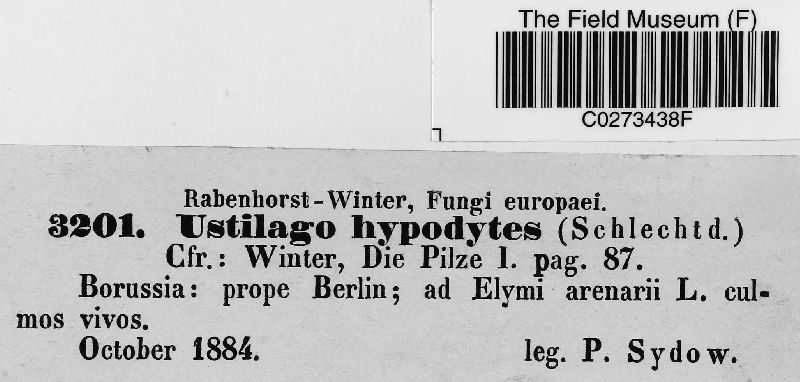 The Field Museum (F)
C0273438F
Rabenhorst-Winter, Fungi europaei.
3201. Ustilago hypodytes (Schlechtd.)
Cfr.: Winter, Die Pilze I. pag. 87.
Borussia: prope Berlin; ad Elymi arenarii L. cul-
mos vivos.
October 1884. leg. P. Sydow.